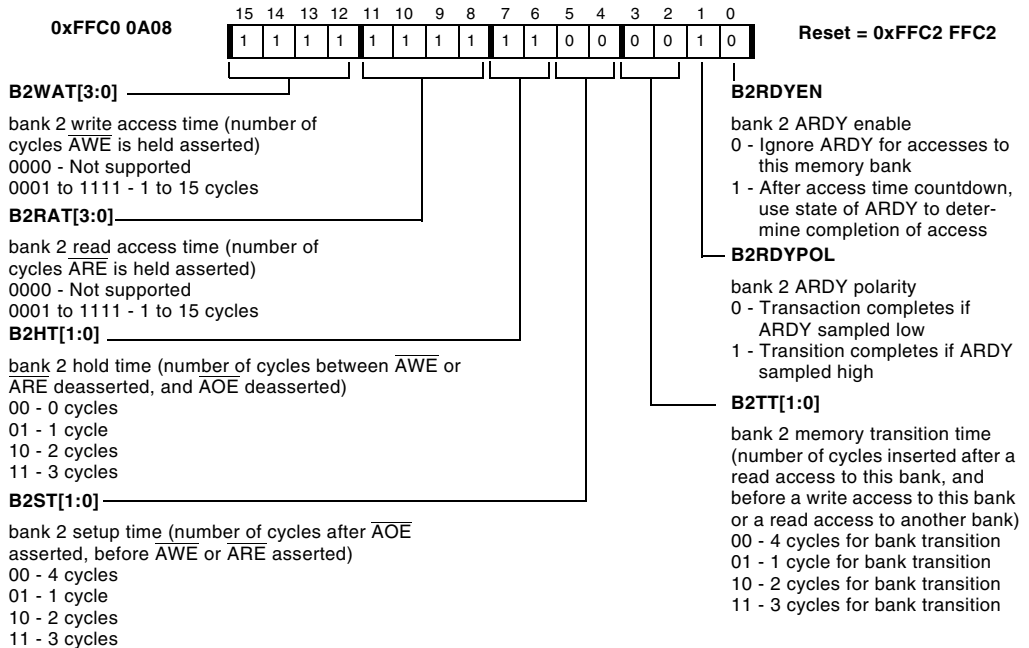 0xFFC0 0A08
15 14 13 12 11 10 9 8 7 6 5 4 3 2 1 0
1 1 1 1 1 1 1 1 1 1 0 0 0 0 1 0
Reset = 0xFFC2 FFC2
B2WAT[3:0]
bank 2 write access time (number of
cycles AWE is held asserted)
0000 - Not supported
0001 to 1111 - 1 to 15 cycles
B2RAT[3:0]
bank 2 read access time (number of
cycles ARE is held asserted)
0000 - Not supported
0001 to 1111 - 1 to 15 cycles
B2HT[1:0]
bank 2 hold time (number of cycles between AWE or
ARE deasserted, and AOE deasserted)
00 - 0 cycles
01 - 1 cycle
10 - 2 cycles
11 - 3 cycles
B2ST[1:0]
bank 2 setup time (number of cycles after AOE
asserted, before AWE or ARE asserted)
00 - 4 cycles
01 - 1 cycle
10 - 2 cycles
11 - 3 cycles
B2RDYEN
bank 2 ARDY enable
0 - Ignore ARDY for accesses to
this memory bank
1 - After access time countdown,
use state of ARDY to deter-
mine completion of access
B2RDYPOL
bank 2 ARDY polarity
0 - Transaction completes if
ARDY sampled low
1 - Transition completes if ARDY
sampled high
B2TT[1:0]
bank 2 memory transition time
(number of cycles inserted after a
read access to this bank, and
before a write access to this bank
or a read access to another bank)
00 - 4 cycles for bank transition
01 - 1 cycle for bank transition
10 - 2 cycles for bank transition
11 - 3 cycles for bank transition